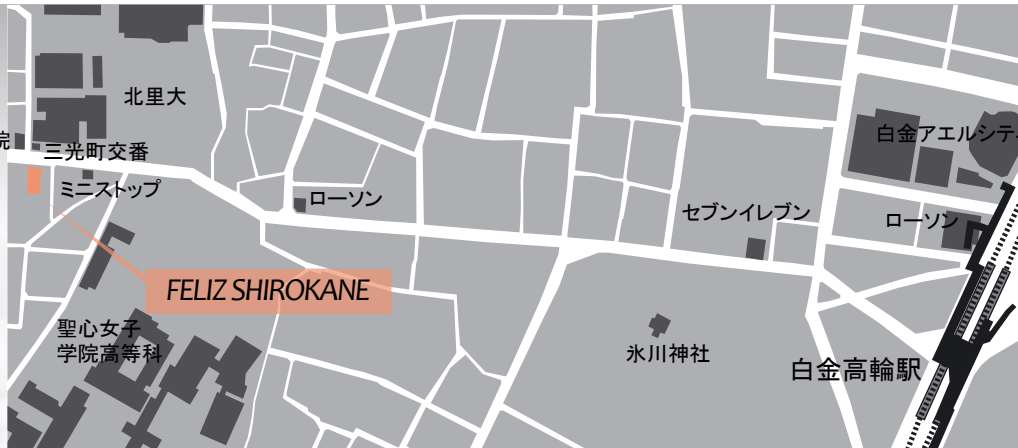 北里大
院
三光町交番
ミニストップ
ローソン
セブンイレブン
白金アエルシテ
ローソン
FELIZ SHIROKANE
聖心女子
学院高等科
氷川神社
白金高輪駅